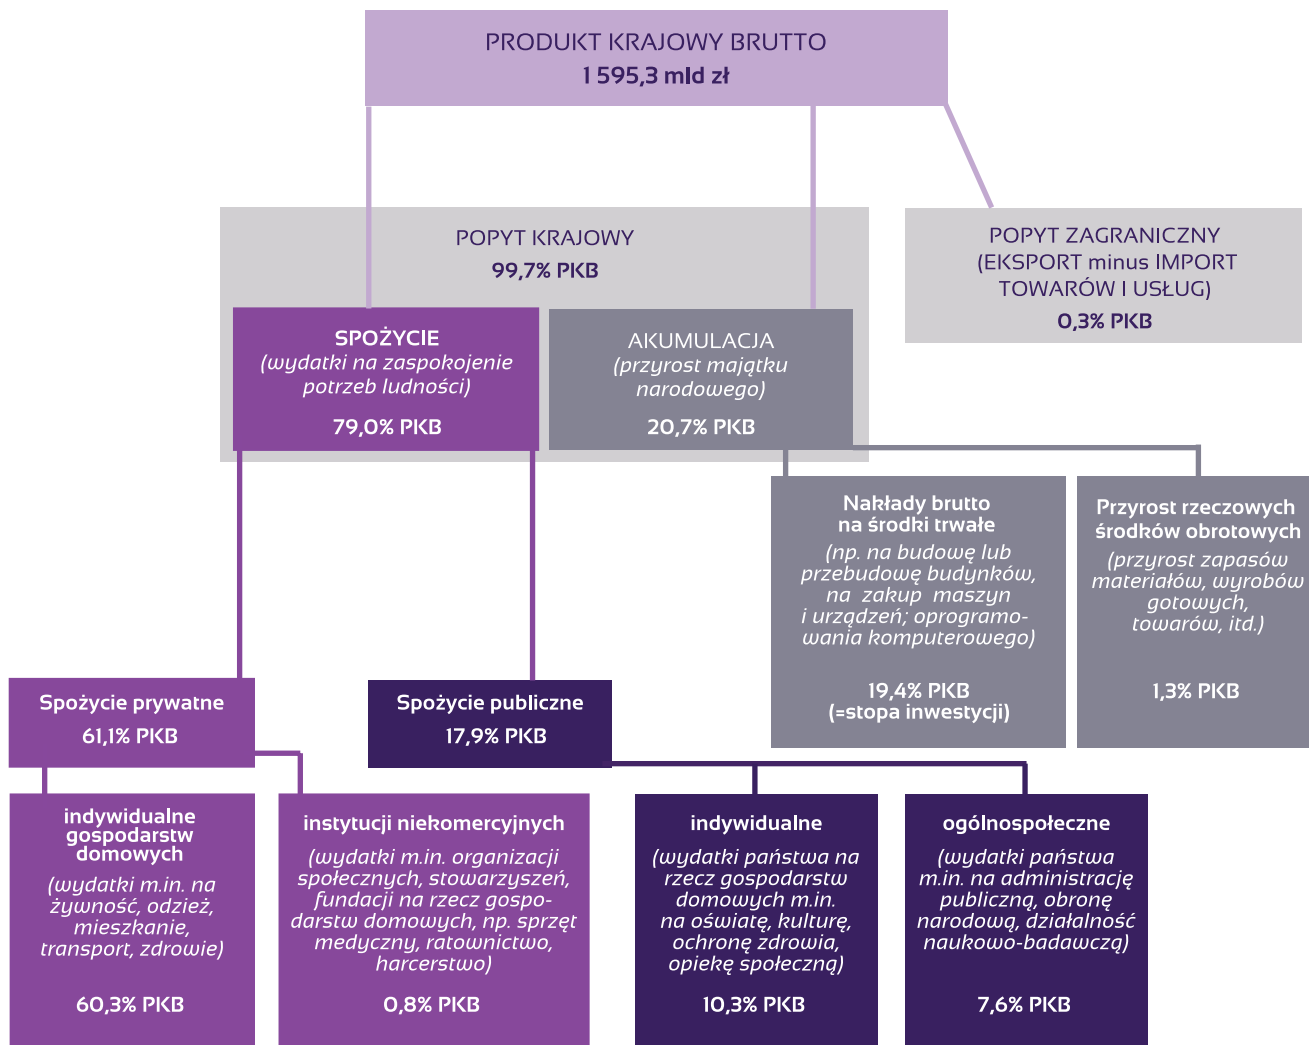 PRODUKT KRAJOWY BRUTTO
1 595,3 mld zł
POPYT KRAJOWY
99,7% PKB
POPYT ZAGRANICZNY
(EKSPORT minus IMPORT
TOWARÓW I USŁUG)
0,3% PKB
SPOŻYCIE
(wydatki na zaspokojenie
potrzeb ludności)
79,0% PKB
AKUMULACJA
(przyrost majątku
narodowego)
20,7% PKB
Nakłady brutto
na środki trwałe
(np. na budowę lub
przebudowę budynków,
na zakup maszyn
i urządzeń; oprogramo-
wania komputerowego)
19,4% PKB
(=stopa inwestycji)
Przyrost rzeczowych
środków obrotowych
(przyrost zapasów
materiałów, wyrobów
gotowych,
towarów, itd.)
1,3% PKB
Spożycie prywatne
61,1% PKB
Spożycie publiczne
17,9% PKB
indywidualne
gospodarstw
domowych
(wydatki m.in. na
żywność, odzież,
mieszkanie,
transport, zdrowie)
60,3% PKB
instytucji niekomercyjnych
(wydatki m.in. organizacji
społecznych, stowarzyszeń,
fundacji na rzecz gospo-
darstw domowych, np. sprzęt
medyczny, ratownictwo,
harcerstwo)
0,8% PKB
indywidualne
(wydatki państwa na
rzecz gospodarstw
domowych m.in.
na oświatę, kulturę,
ochronę zdrowia,
opiekę społeczną)
10,3% PKB
ogólnospołeczne
(wydatki państwa
m.in. na administrację
publiczną, obronę
narodową, działalność
naukowo-badawczą)
7,6% PKB